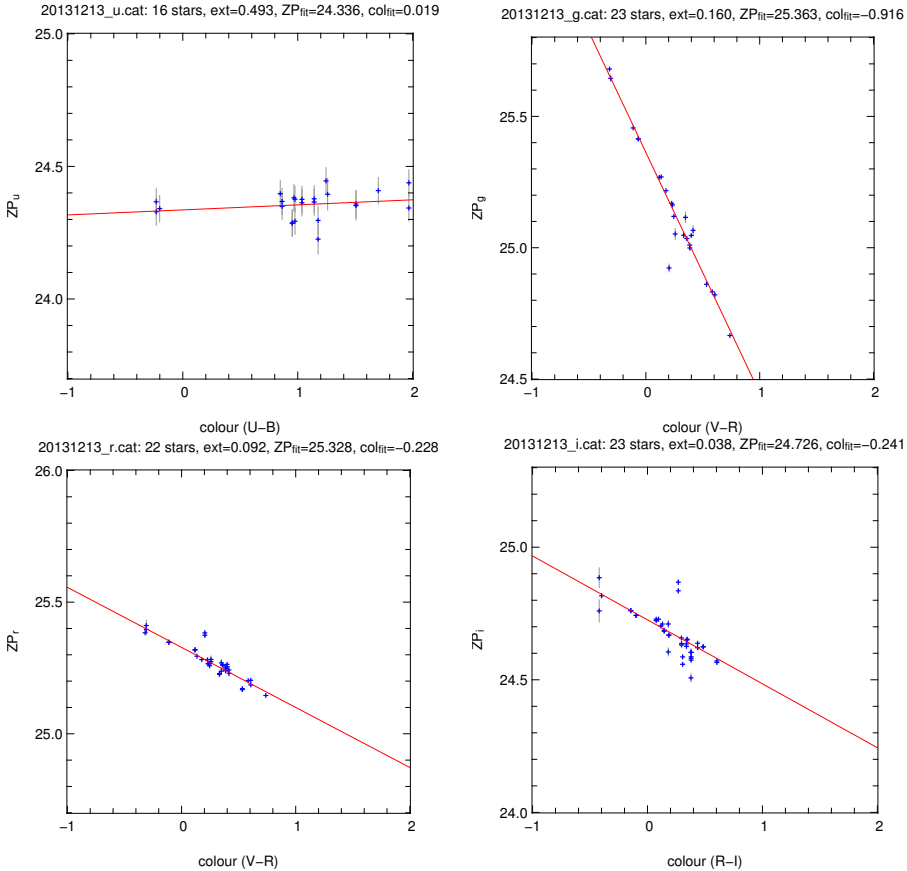 20131213_u.cat: 16 stars, ext=0.493, ZPfit=24.336, colfit=0.019
25.0
24.5
24.0
ZPu
−1 0 1 2
colour (U−B)
20131213_g.cat: 23 stars, ext=0.160, ZPfit=25.363, colfit=−0.916
25.5
25.0
24.5
ZPg
−1 0 1 2
colour (V−R)
20131213_r.cat: 22 stars, ext=0.092, ZPfit=25.328, colfit=−0.228
26.0
25.5
25.0
ZPr
−1 0 1 2
colour (V−R)
20131213_i.cat: 23 stars, ext=0.038, ZPfit=24.726, colfit=−0.241
25.0
24.5
24.0
ZPi
−1 0 1 2
colour (R−I)